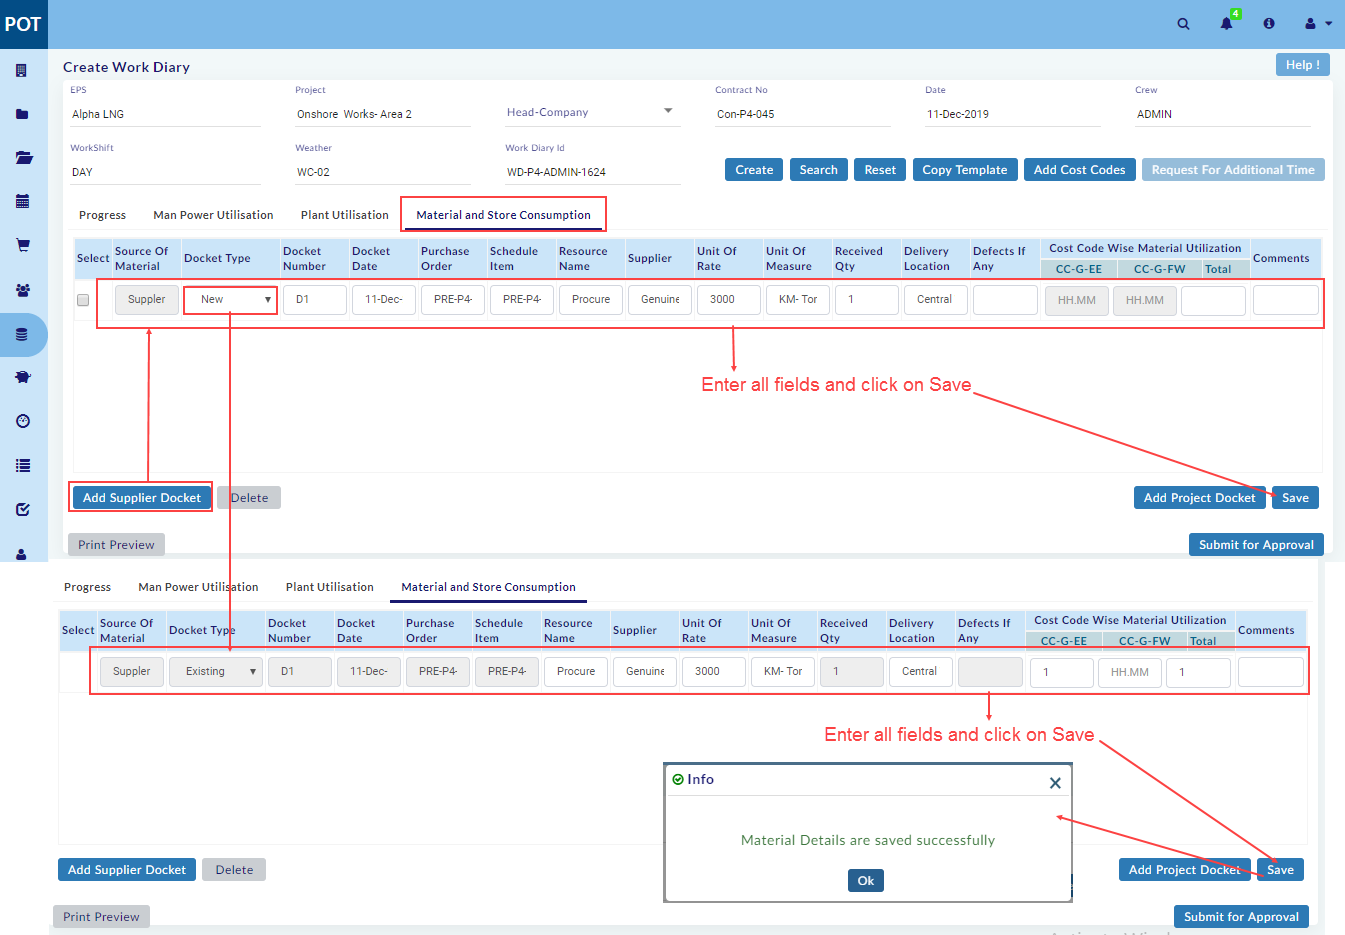 POT
4
Create Work Diary
Help !
EPS Project Contract No Date Crew
Alpha LNG Onshore Works- Area 2 Head-Company Con-P4-045 11-Dec-2019 ADMIN
WorkShift Weather Work Diary Id
DAY WC-02 WD-P4-ADMIN-1624 Create Search Reset Copy Template Add Cost Codes Request For Additional Time
Progress Man Power Utilisation Plant Utilisation Material and Store Consumption
Select Source Of Material Docket Type Docket Number Docket Date Purchase Order Schedule Item Resource Name Supplier Unit Of Rate Unit Of Measure Received Qty Delivery Location Defects If Any Cost Code Wise Material Utilization Comments
CC-G-EE CC-G-FW Total
Suppler New D1 11-Dec- PRE-P4- PRE-P4- Procure Genuine 3000 KM- Tor 1 Central HH.MM HH.MM
Enter all fields and click on Save
Add Supplier Docket Delete Add Project Docket Save
Print Preview Submit for Approval
Progress Man Power Utilisation Plant Utilisation Material and Store Consumption
Select Source Of Material Docket Type Docket Number Docket Date Purchase Order Schedule Item Resource Name Supplier Unit Of Rate Unit Of Measure Received Qty Delivery Location Defects If Any Cost Code Wise Material Utilization Comments
CC-G-EE CC-G-FW Total
Suppler Existing D1 11-Dec- PRE-P4- PRE-P4- Procure Genuine 3000 KM- Tor 1 Central 1 HH.MM 1
Enter all fields and click on Save
Info
Material Details are saved successfully
Ok
Add Supplier Docket Delete Add Project Docket Save
Print Preview Submit for Approval